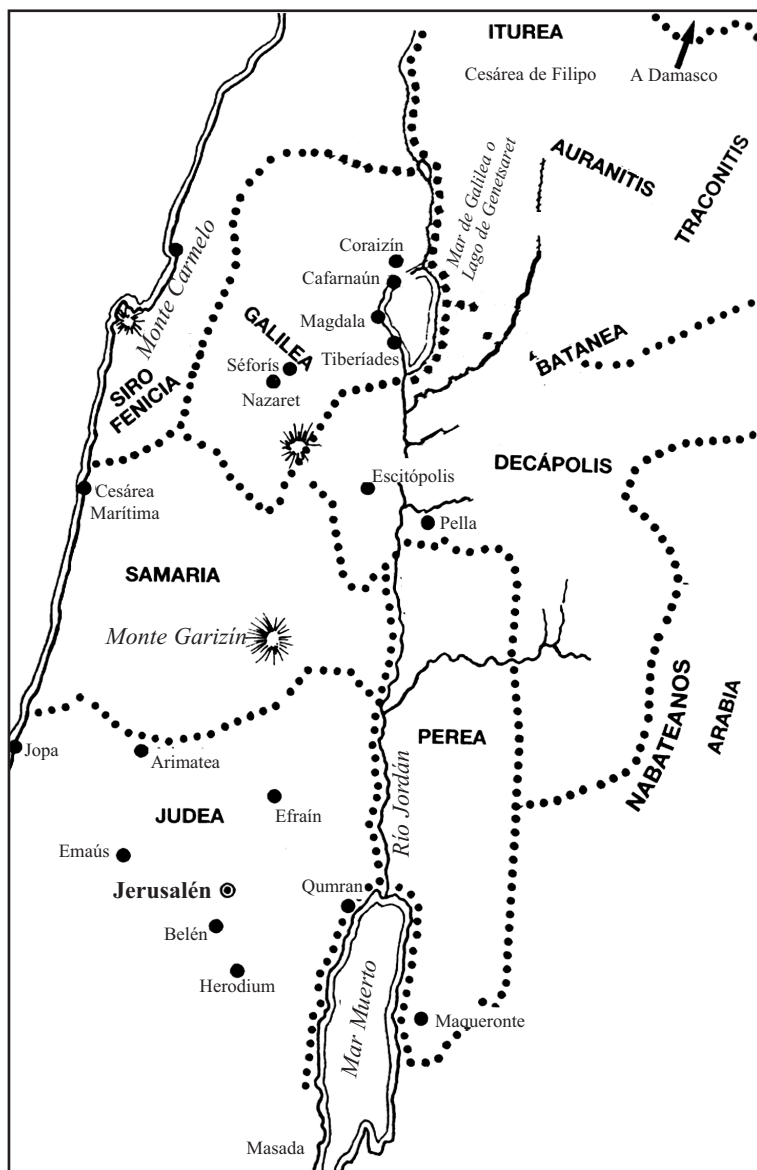 ITUREA
Cesárea de Filipo
A Damasco
AURANITIS
TRACONITIS
Mar de Galilea o
Lago de Genetsaret
Coraizín
Cafarnaún
Monte Carmelo
Magdala
GALILEA
Tiberíades
BATANEA
Séforís
Nazaret
SIRO
FENICIA
DECÁPOLIS
Escitópolis
Cesárea
Marítima
Pella
SAMARIA
Monte Garizín
NABATEANOS
ARABIA
PEREA
Jopa
Arimatea
Río Jordán
JUDEA
Efraín
Emaús
Jerusalén
Qumran
Belén
Herodium
Mar Muerto
Maqueronte
Masada